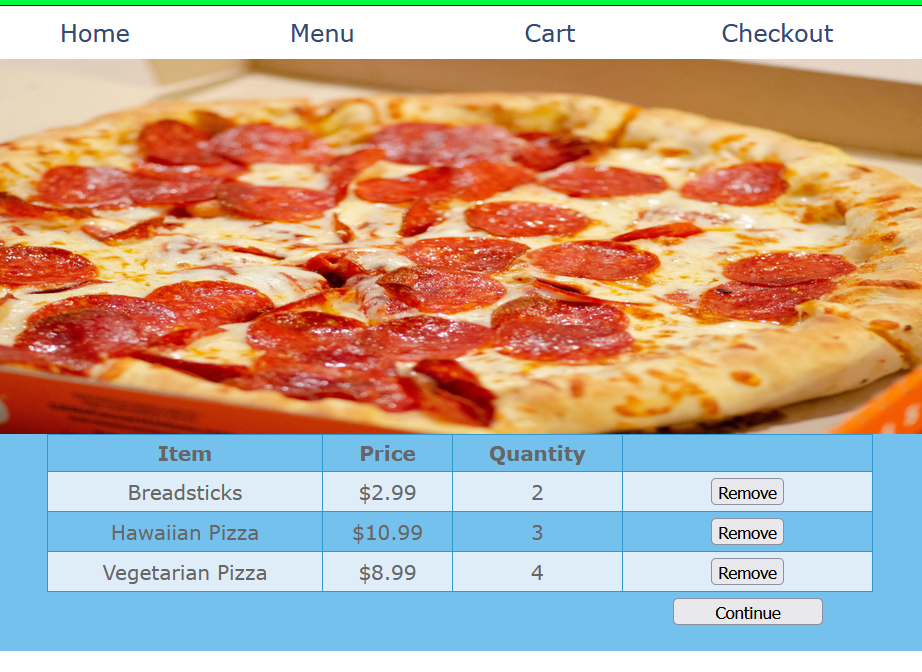 Home Menu Cart Checkout
Item Price Quantity
Breadsticks $2.99 2 Remove
Hawaiian Pizza $10.99 3 Remove
Vegetarian Pizza $8.99 4 Remove
Continue